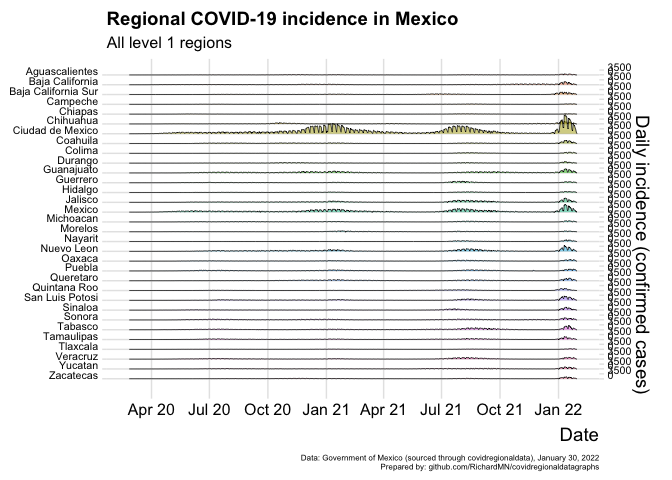 Regional COVID-19 incidence in Mexico
All level 1 regions
Aguascalientes
Baja California
Baja California Sur
Campeche
Chiapas
Chihuahua
Ciudad de Mexico
Coahuila
Colima
Durango
Guanajuato
Guerrero
Hidalgo
Jalisco
Mexico
Michoacan
Morelos
Nayarit
Nuevo Leon
Oaxaca
Puebla
Queretaro
Quintana Roo
San Luis Potosi
Sinaloa
Sonora
Tabasco
Tamaulipas
Tlaxcala
Veracruz
Yucatan
Zacatecas
Daily incidence (confirmed cases)
Apr 20 Jul 20 Oct 20 Jan 21 Apr 21 Jul 21 Oct 21 Jan 22
Date
Data: Government of Mexico (sourced through covidregionaldata), January 30, 2022
Prepared by: github.com/RichardMN/covidregionaldatagraphs